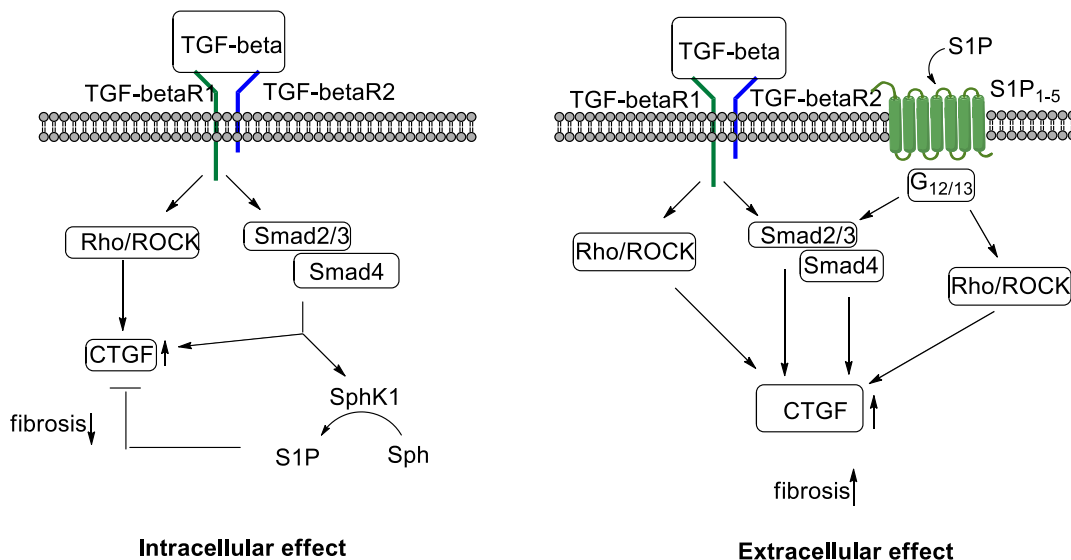 TGF-beta
TGF-betaR1
TGF-betaR2
Rho/ROCK
Smad2/3
Smad4
CTGF
SphK1
fibrosis
S1P
Sph
Intracellular effect
TGF-beta
S1P
TGF-betaR1
TGF-betaR2
S1P1-5
G12/13
Rho/ROCK
Smad2/3
Smad4
Rho/ROCK
CTGF
fibrosis
Extracellular effect